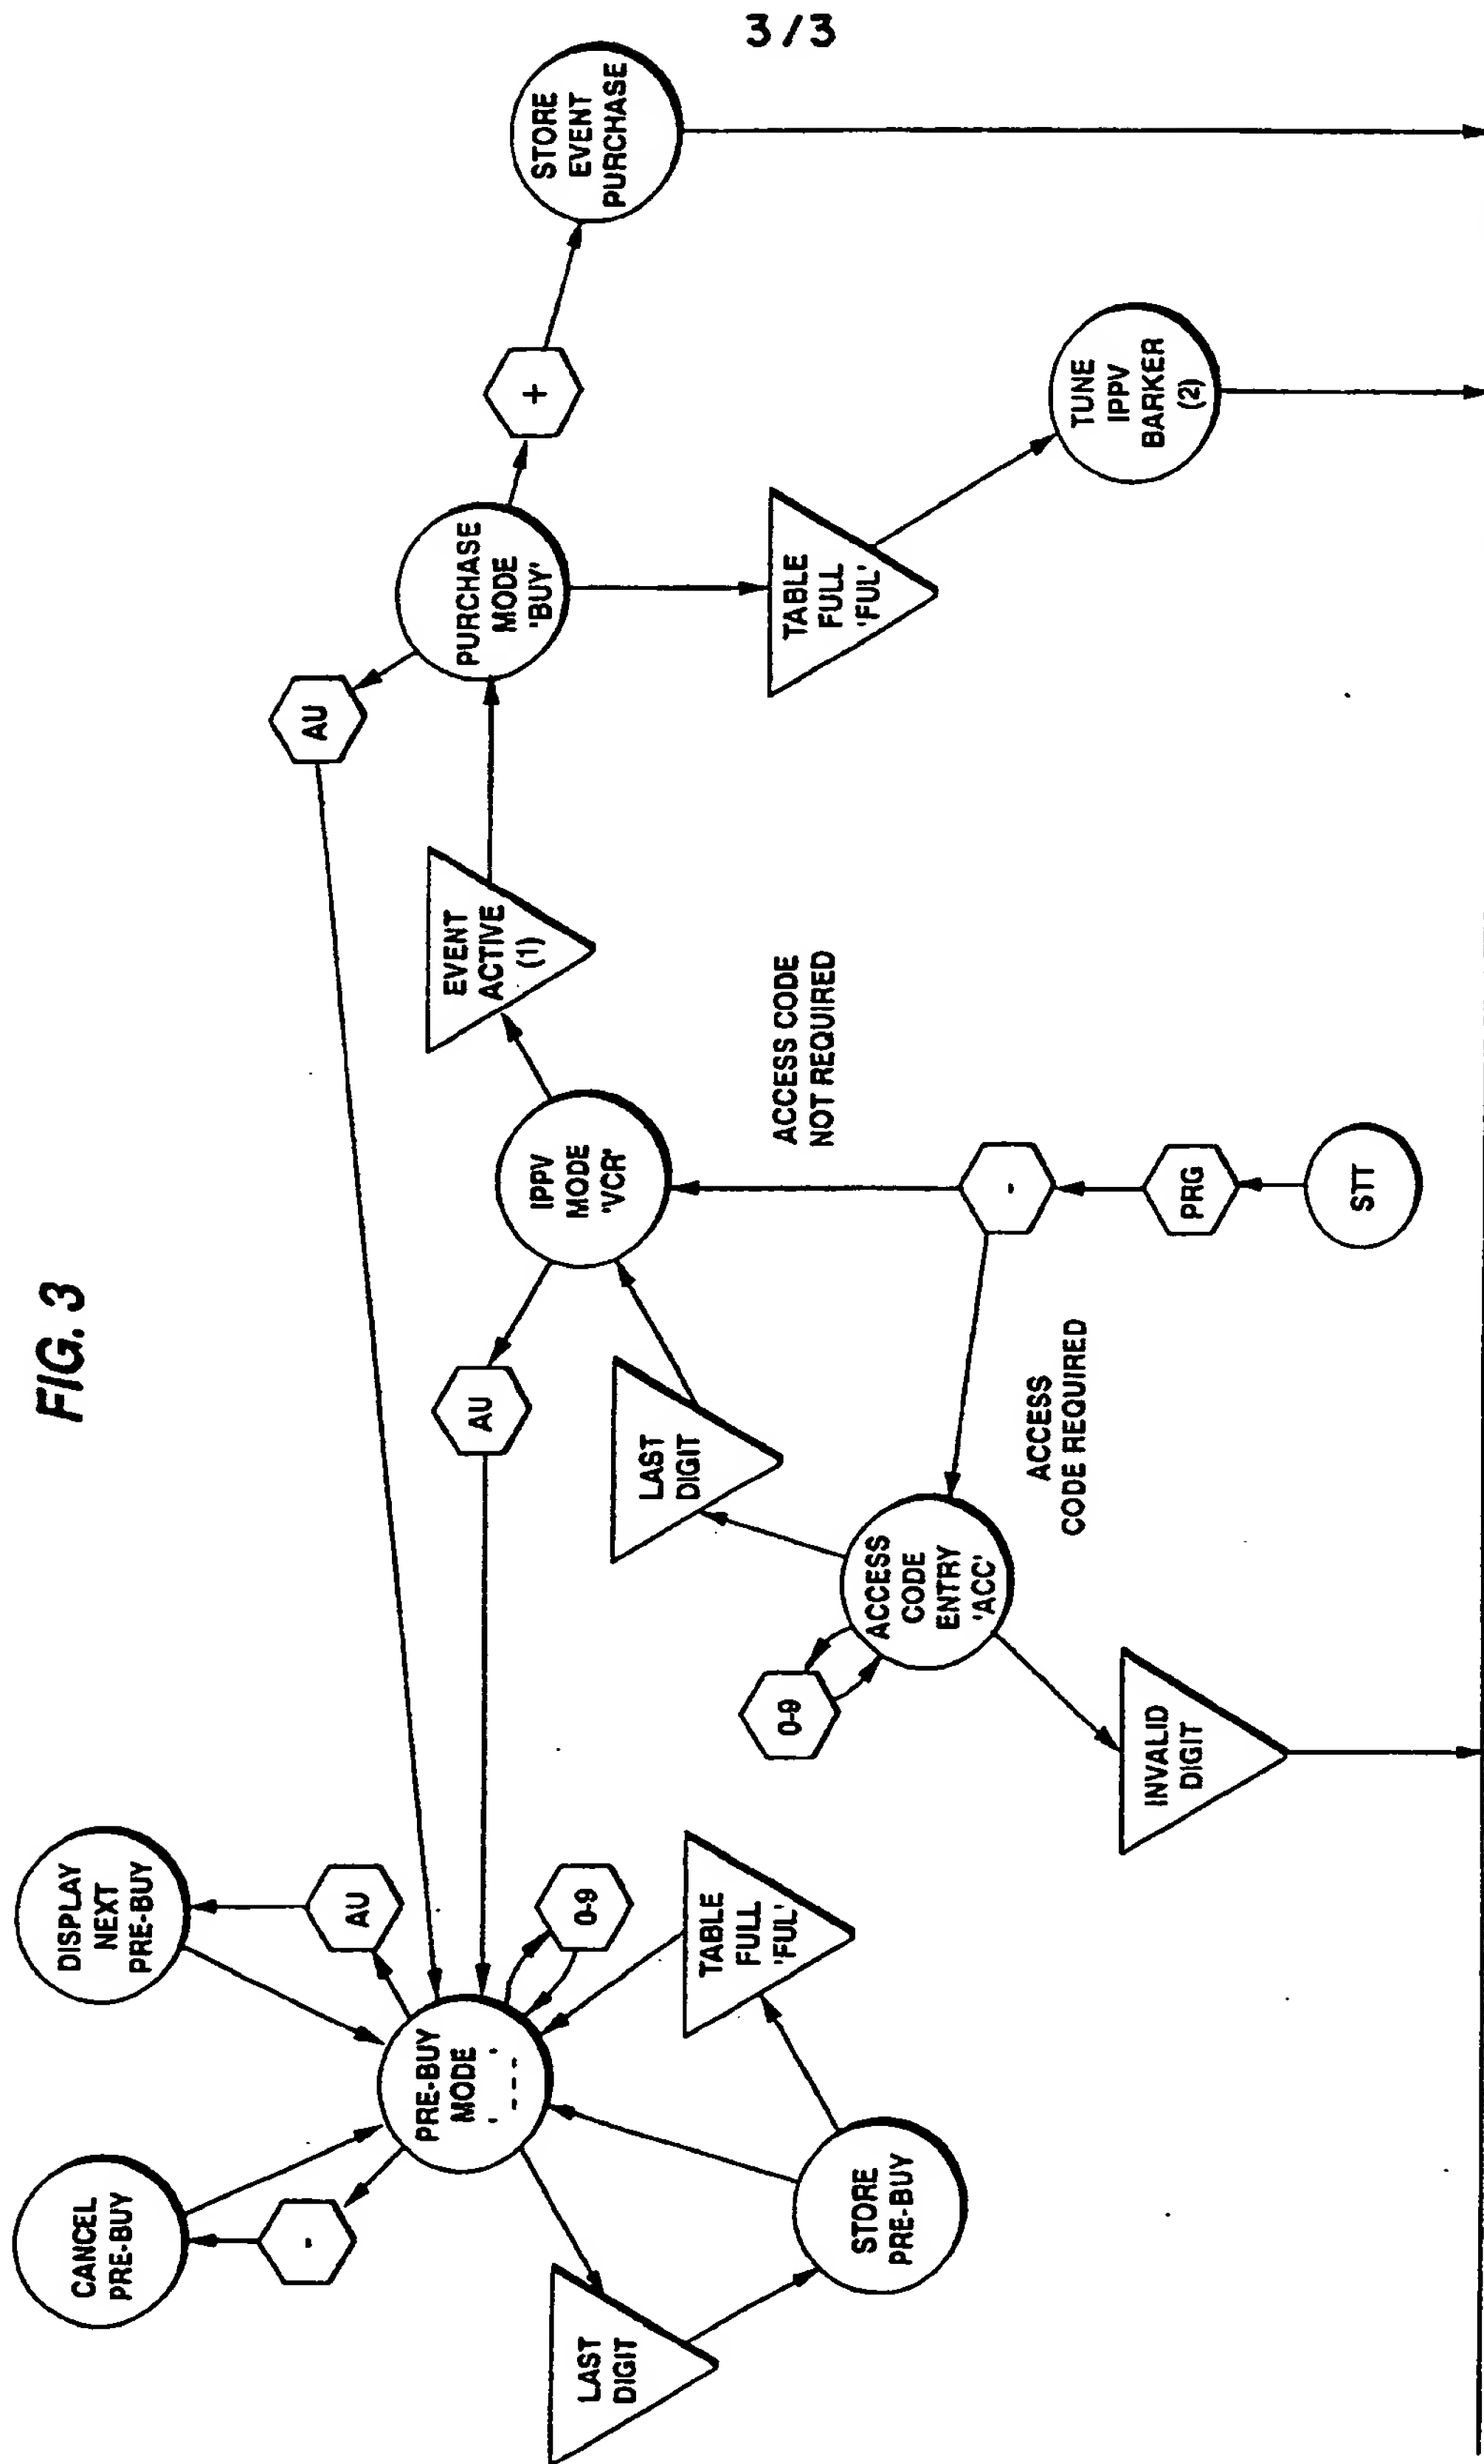 3/3
FIG. 3
CANCEL
PRE-BUY
-
DISPLAY
NEXT
PRE-BUY
AU
PRE-BUY
MODE
'---'
0-9
LAST
DIGIT
STORE
PRE-BUY
TABLE
FULL
'FUL'
AU
AU
IPPV
MODE
'VCR'
EVENT
ACTIVE
(1)
PURCHASE
MODE
'BUY'
+
STORE
EVENT
PURCHASE
TABLE
FULL
'FUL'
TUNE
IPPV
BARKER
(2)
LAST
DIGIT
ACCESS CODE
NOT REQUIRED
0-9
ACCESS
CODE
ENTRY
'ACC'
ACCESS
CODE REQUIRED
-
PRG
STT
INVALID
DIGIT